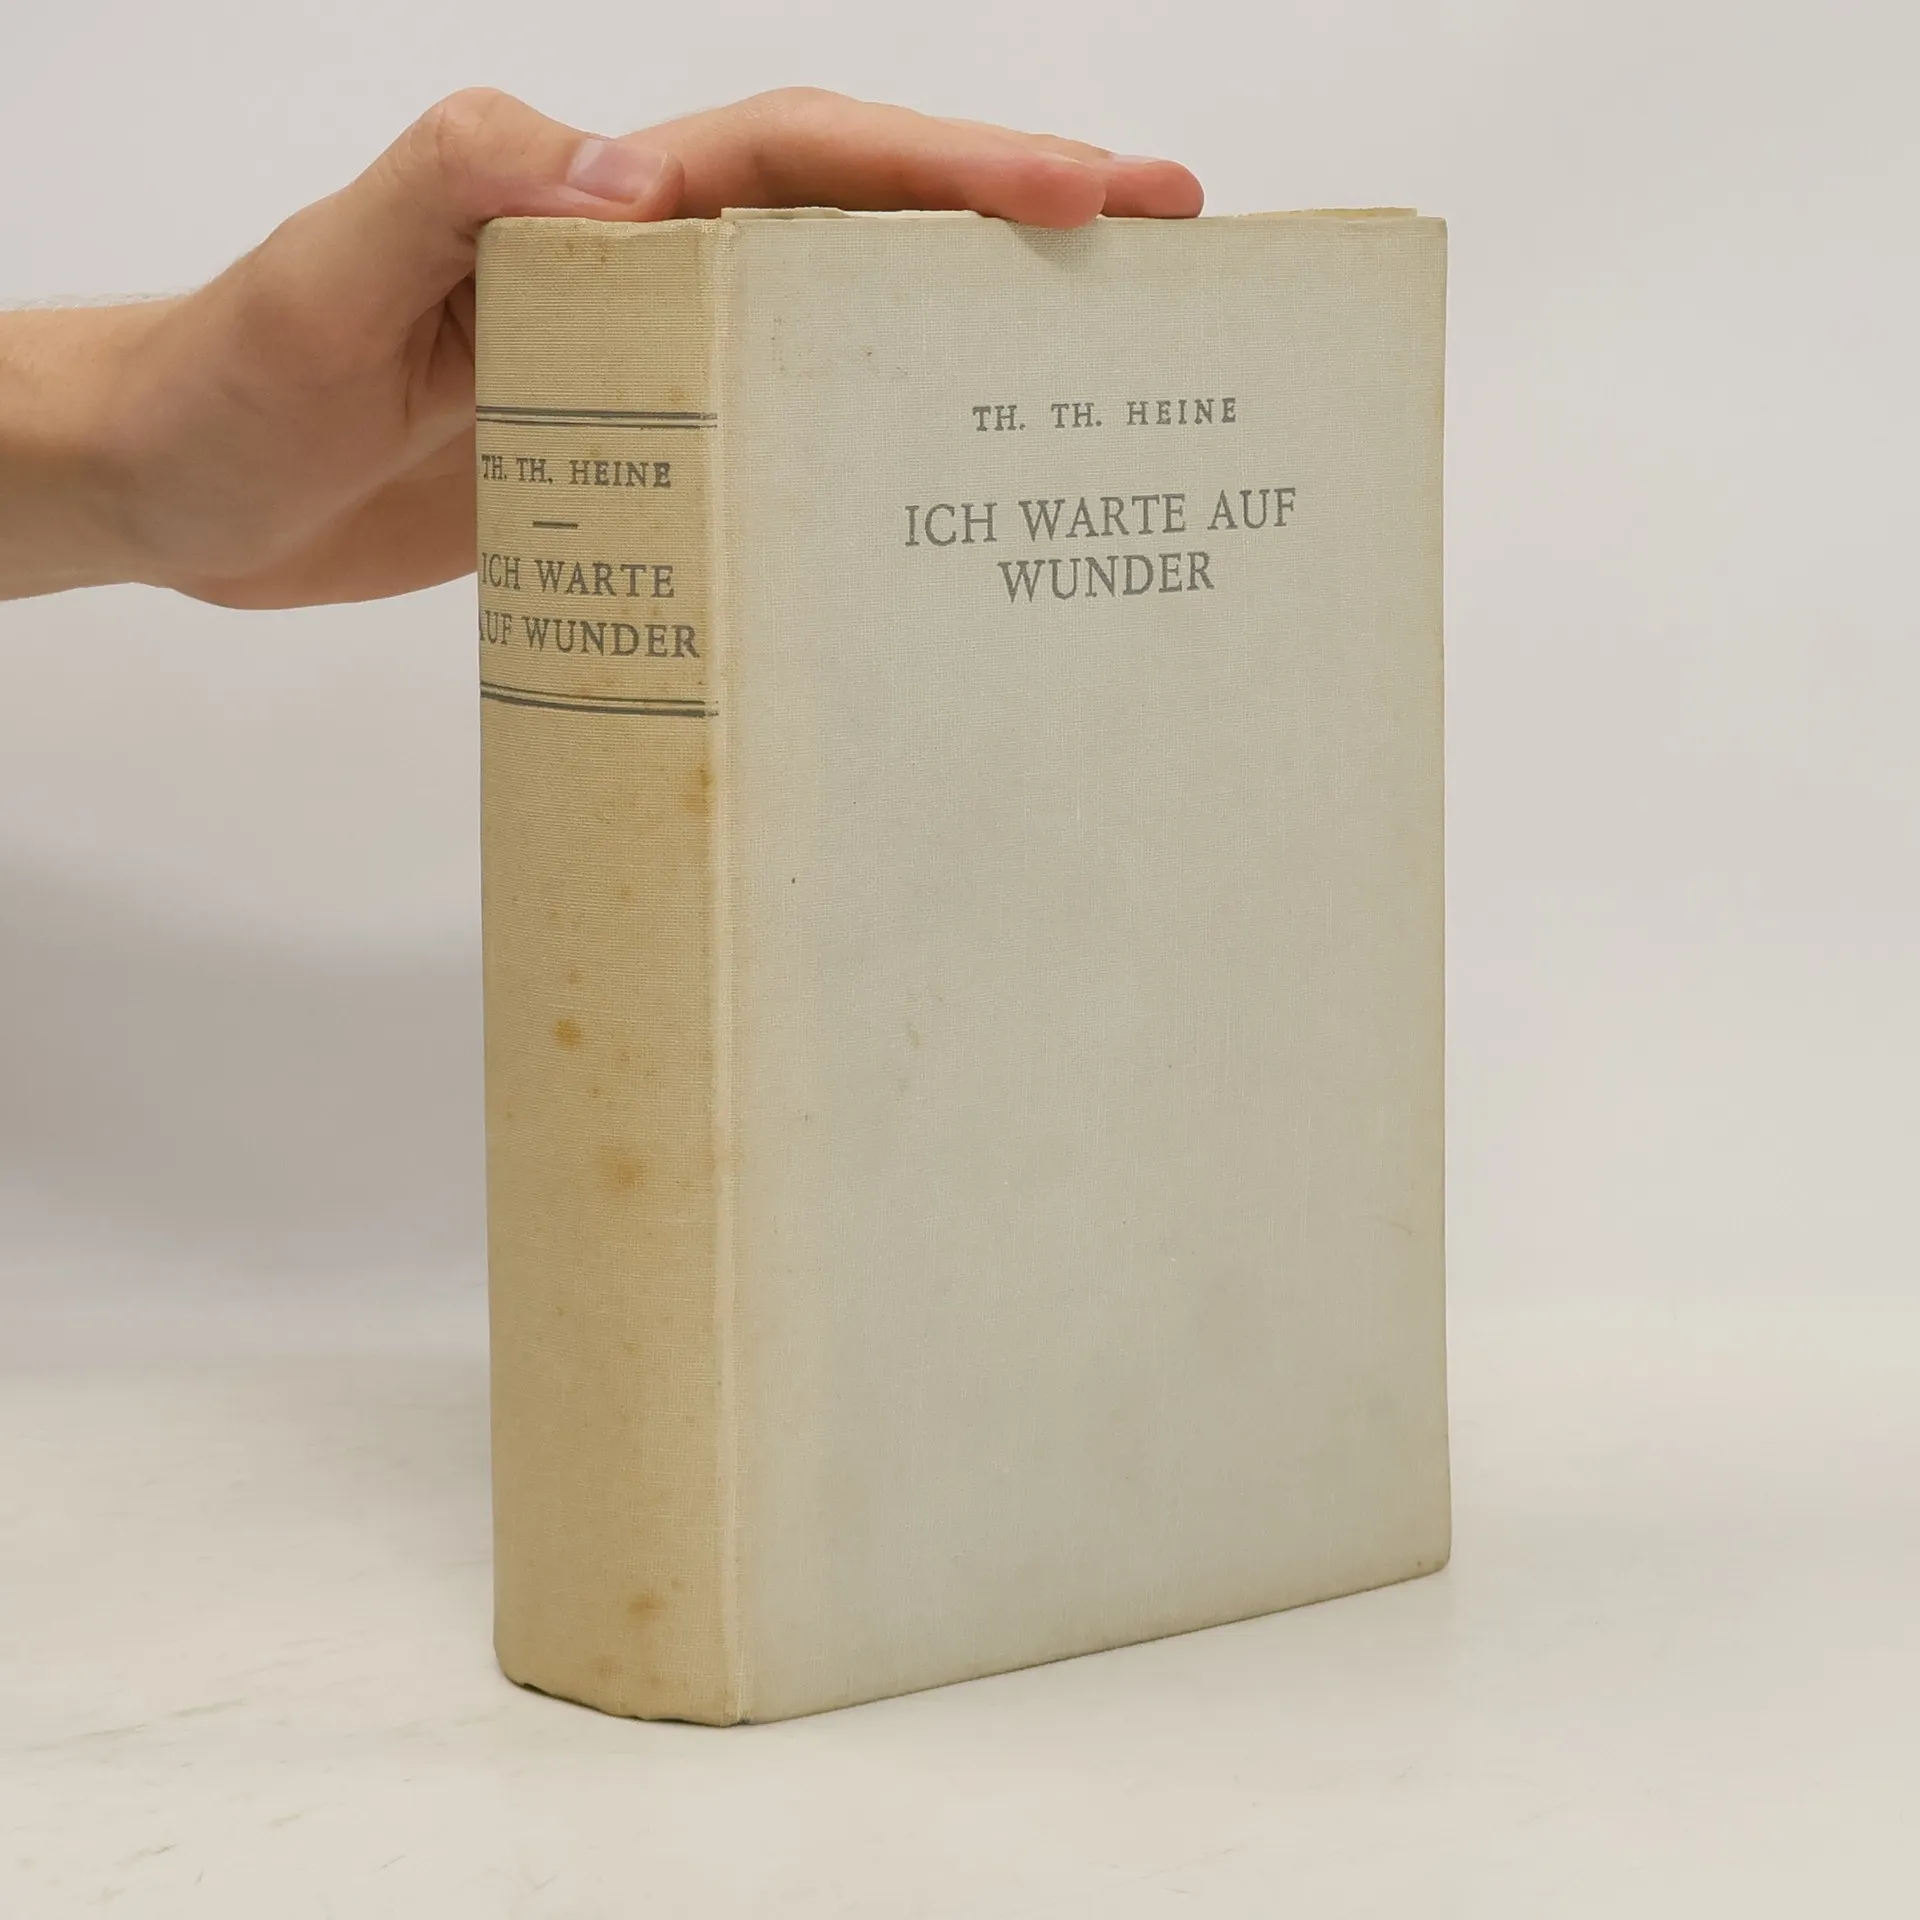 TH. TH. HEINE
ICH WARTE
AUF WUNDER
TH. TH. HEINE
ICH WARTE AUF
WUNDER